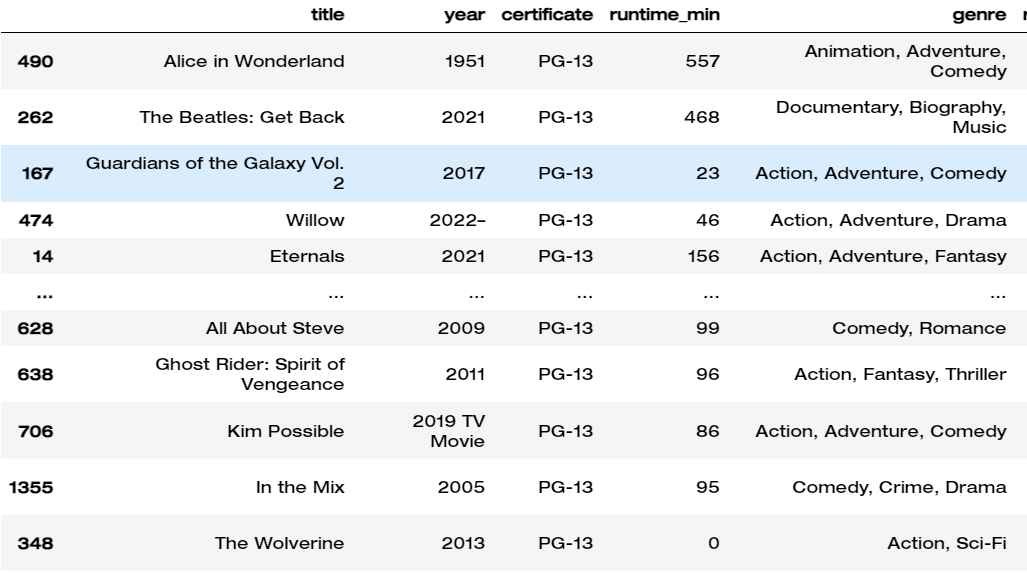 title year certificate runtime_min genre r
490 Alice in Wonderland 1951 PG-13 557 Animation, Adventure,
Comedy
262 The Beatles: Get Back 2021 PG-13 468 Documentary, Biography,
Music
167 Guardians of the Galaxy Vol.
2 2017 PG-13 23 Action, Adventure, Comedy
474 Willow 2022– PG-13 46 Action, Adventure, Drama
14 Eternals 2021 PG-13 156 Action, Adventure, Fantasy
... ... ... ... ... ...
628 All About Steve 2009 PG-13 99 Comedy, Romance
638 Ghost Rider: Spirit of
Vengeance 2011 PG-13 96 Action, Fantasy, Thriller
706 Kim Possible 2019 TV
Movie PG-13 86 Action, Adventure, Comedy
1355 In the Mix 2005 PG-13 95 Comedy, Crime, Drama
348 The Wolverine 2013 PG-13 0 Action, Sci-Fi